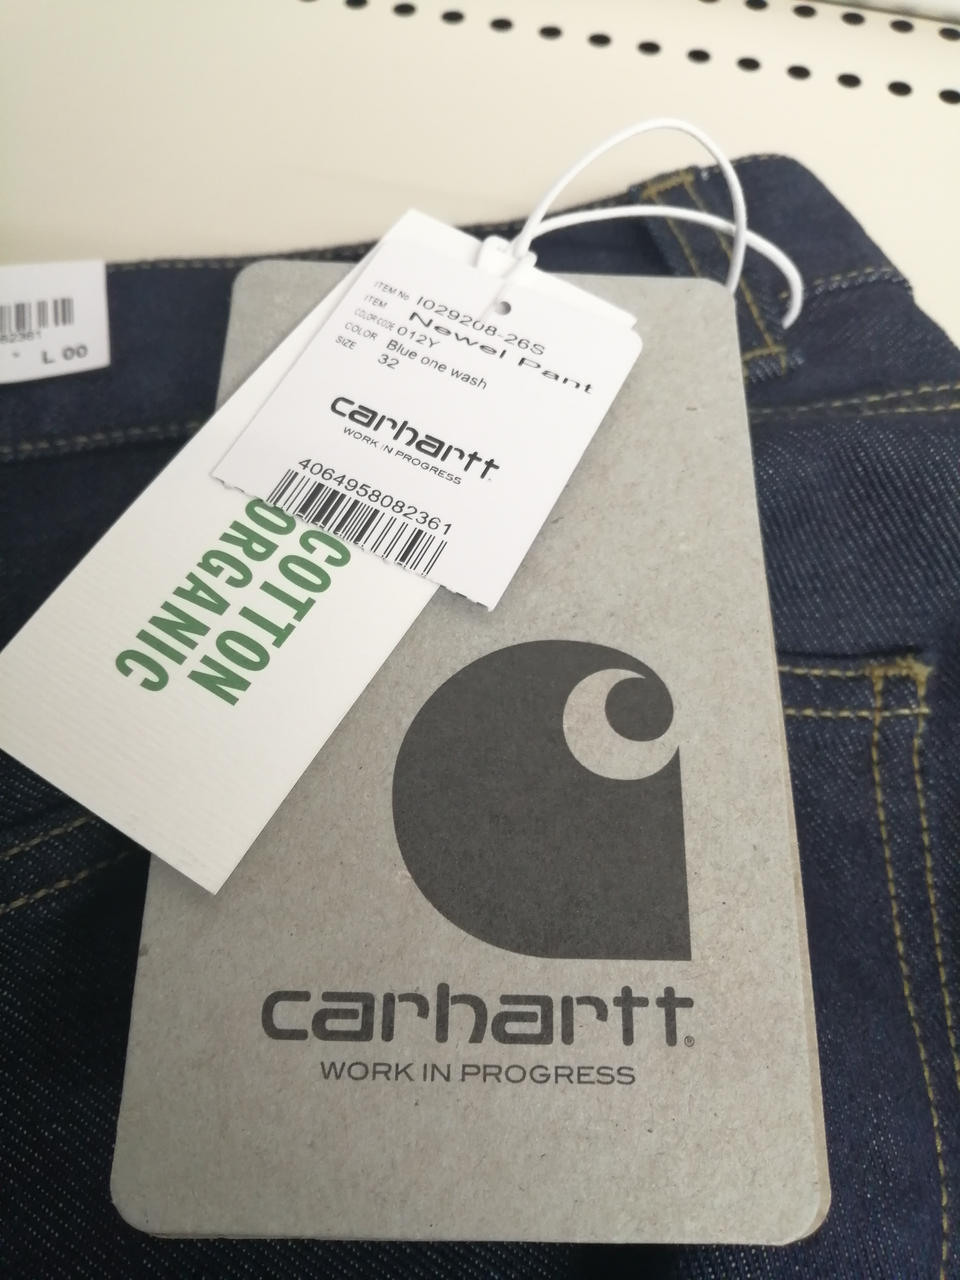 ITEM No I029208-26S
ITEM Newel Pant
COLOR CODE 012Y
COLOR Blue one wash
SIZE 32
carhartt
WORK IN PROGRESS
4064958082361
ORGANIC
COTTON
82361
L 00
carhartt®
WORK IN PROGRESS